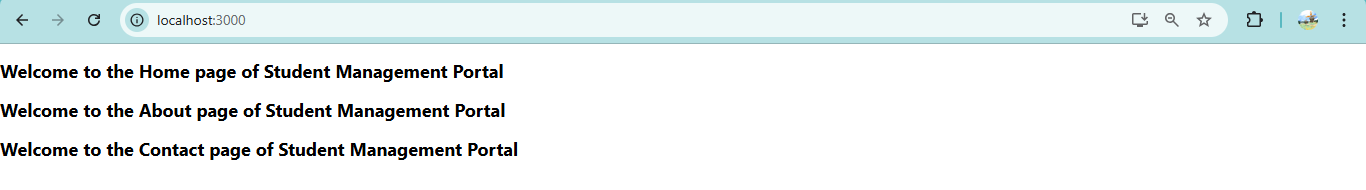 localhost:3000
Welcome to the Home page of Student Management Portal
Welcome to the About page of Student Management Portal
Welcome to the Contact page of Student Management Portal